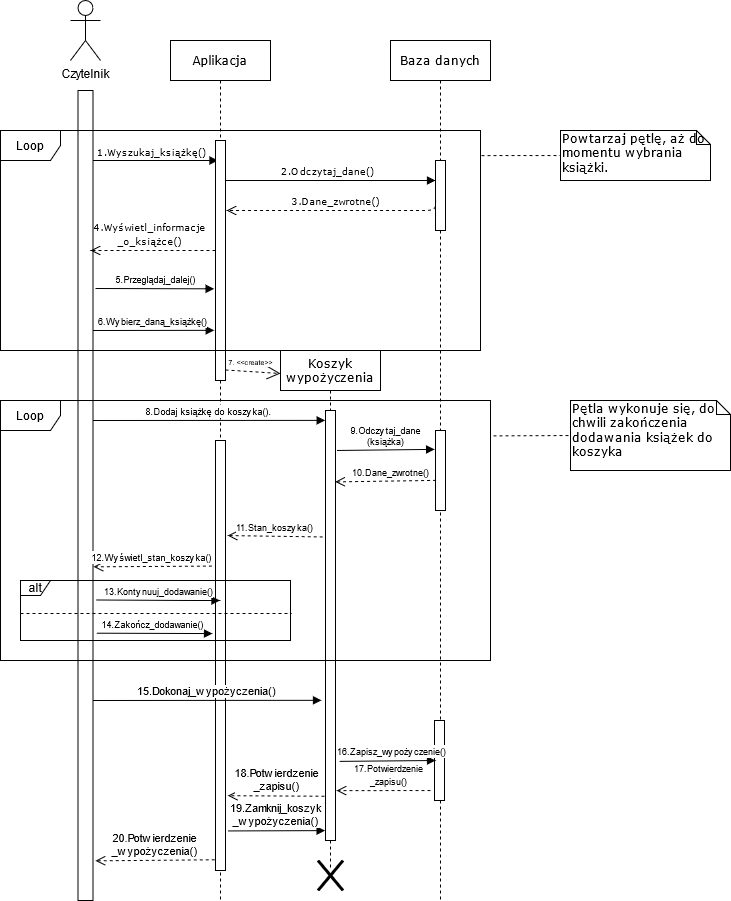 Czytelnik
Aplikacja
Baza danych
Loop
Powtarzaj pętlę, aż do
momentu wybrania
książki.
1.Wyszukaj_książkę()
2.Odczytaj_dane()
3.Dane_zwrotne()
4.Wyświetl_informacje
_o_książce()
5.Przeglądaj_dalej()
6.Wybierz_daną_książkę()
7. <<create>>
Koszyk
wypożyczenia
Loop
Pętla wykonuje się, do
chwili zakończenia
dodawania książek do
koszyka
8.Dodaj książkę do koszyka().
9.Odczytaj_dane
(książka)
10.Dane_zwrotne()
11.Stan_koszyka()
12.Wyświetl_stan_koszyka()
alt
13.Kontynuuj_dodawanie()
14.Zakończ_dodawanie()
15.Dokonaj_wypożyczenia()
16.Zapisz_wypożyczenie()
17.Potwierdzenie
_zapisu()
18.Potwierdzenie
_zapisu()
19.Zamknij_koszyk
_wypożyczenia()
20.Potwierdzenie
_wypożyczenia()